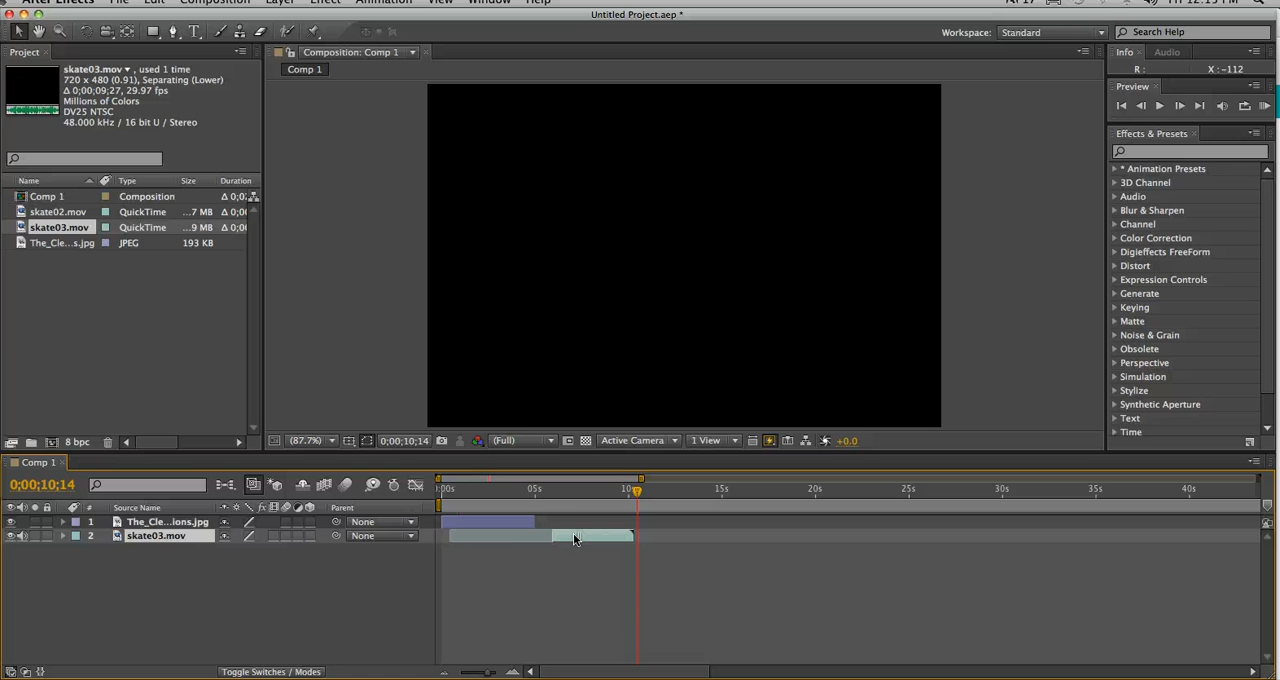 After Effects File Edit Composition Layer Effect Animation View Window Help
Untitled Project.aep *
Workspace: Standard Search Help
Project
skate03.mov ▾, used 1 time
720 x 480 (0.91), Separating (Lower)
Δ 0;00;09;27, 29.97 fps
Millions of Colors
DV25 NTSC
48.000 kHz / 16 bit U / Stereo
Name Type Size Duration
Comp 1 Composition
skate02.mov QuickTime ...7 MB
skate03.mov QuickTime ...9 MB
The_Cle...s.jpg JPEG 193 KB
8 bpc
Composition: Comp 1
Comp 1
(87.7%) 0;00;10;14 (Full) Active Camera 1 View +0.0
Info Audio
R : X : -112
Preview
Effects & Presets
* Animation Presets
3D Channel
Audio
Blur & Sharpen
Channel
Color Correction
Digieffects FreeForm
Distort
Expression Controls
Generate
Keying
Matte
Noise & Grain
Obsolete
Perspective
Simulation
Stylize
Synthetic Aperture
Text
Time
Comp 1
0;00;10;14
:00s 05s 10s 15s 20s 25s 30s 35s 40s
# Source Name Parent
1 The_Cle...ions.jpg None
2 skate03.mov None
Toggle Switches / Modes